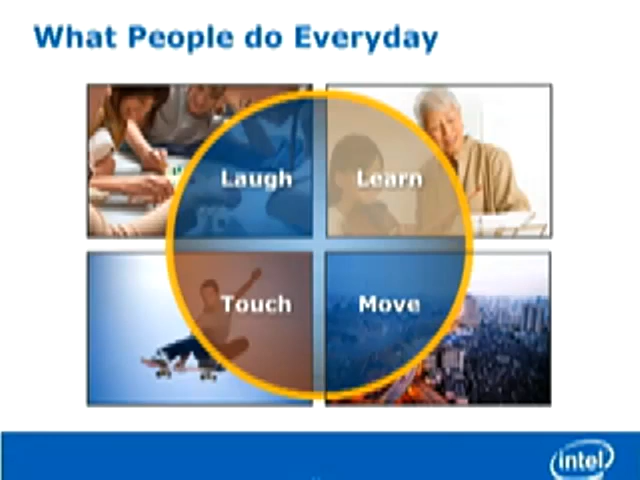 What People do Everyday
Laugh
Learn
Touch
Move
intel